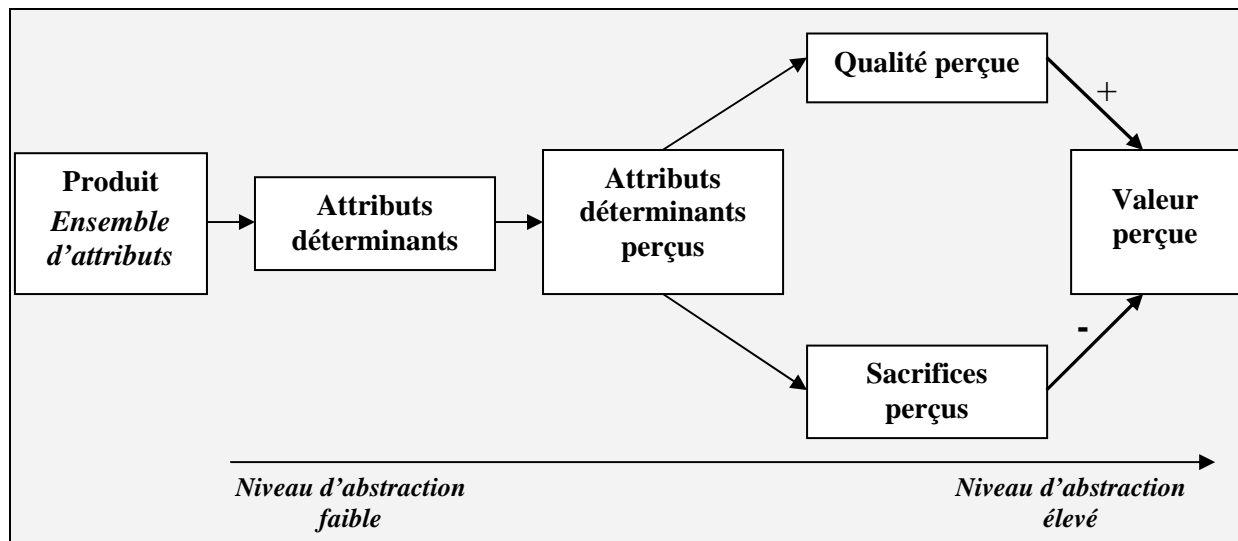 Produit
Ensemble
d’attributs
Attributs
déterminants
Attributs
déterminants
perçus
Qualité perçue
+
Sacrifices
perçus
-
Valeur
perçue
Niveau d’abstraction
faible
Niveau d’abstraction
élevé